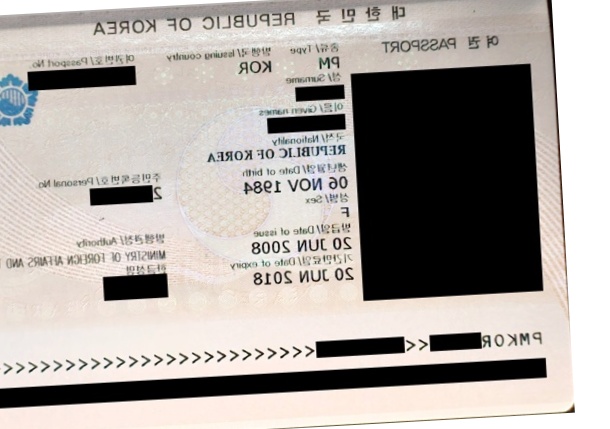 대한민국 REPUBLIC OF KOREA
여권 PASSPORT
종류/ Type 발행국/ Issuing country 여권번호/ Passport No.
PM KOR
성/ Surname
이름/ Given names
국적/ Nationality
REPUBLIC OF KOREA
생년월일/ Date of birth 주민등록번호/ Personal No.
06 NOV 1984 2
성별/ Sex
F
발급일/ Date of issue 발행관청/ Authority
20 JUN 2008 MINISTRY OF FOREIGN AFFAIRS AND T
기간만료일/ Date of expiry 한글성명
20 JUN 2018
PMKOR <<<<<<<<<<<<<<<<<<<<<<<<<<<<<<